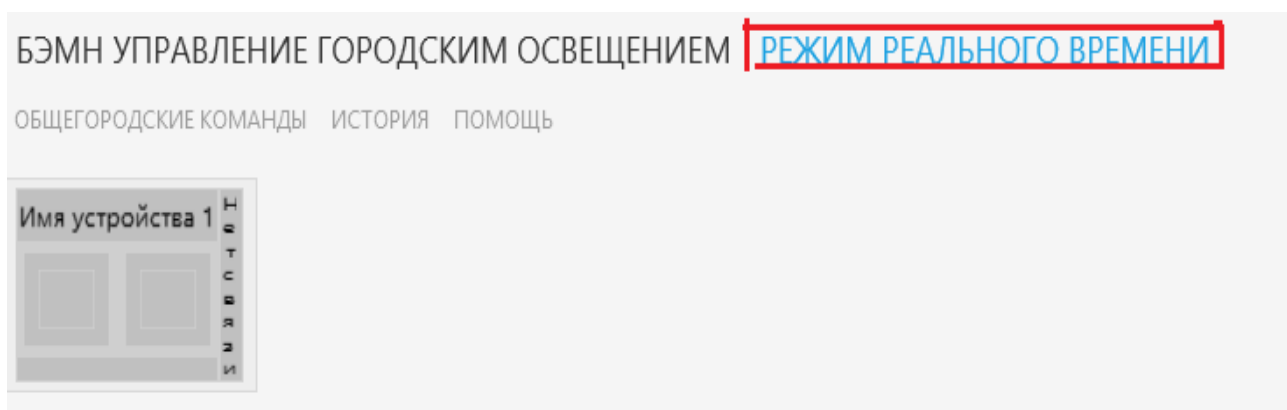 БЭМН УПРАВЛЕНИЕ ГОРОДСКИМ ОСВЕЩЕНИЕМ РЕЖИМ РЕАЛЬНОГО ВРЕМЕНИ
ОБЩЕГОРОДСКИЕ КОМАНДЫ ИСТОРИЯ ПОМОЩЬ
Имя устройства 1
Нет связи